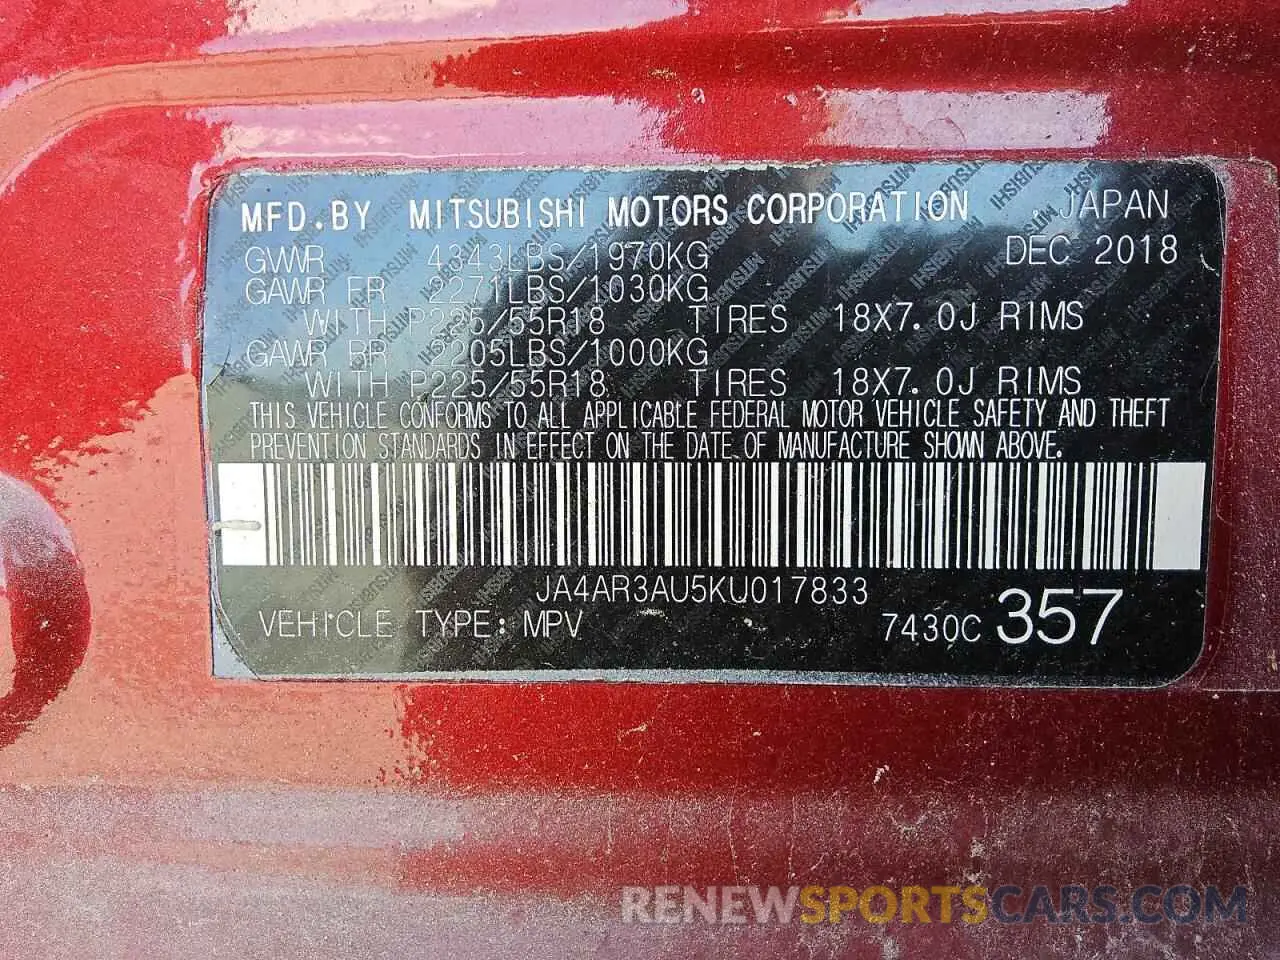 MFD.BY MITSUBISHI MOTORS CORPORATION ,JAPAN
GVWR 4343LBS/1970KG DEC 2018
GAWR FR 2271LBS/1030KG
WITH P225/55R18 TIRES 18X7.0J RIMS
GAWR RR 2205LBS/1000KG
WITH P225/55R18 TIRES 18X7.0J RIMS
THIS VEHICLE CONFORMS TO ALL APPLICABLE FEDERAL MOTOR VEHICLE SAFETY AND THEFT
PREVENTION STANDARDS IN EFFECT ON THE DATE OF MANUFACTURE SHOWN ABOVE.
JA4AR3AU5KU017833
VEHICLE TYPE: MPV 7430C 357
RENEWSPORTSCARS.COM